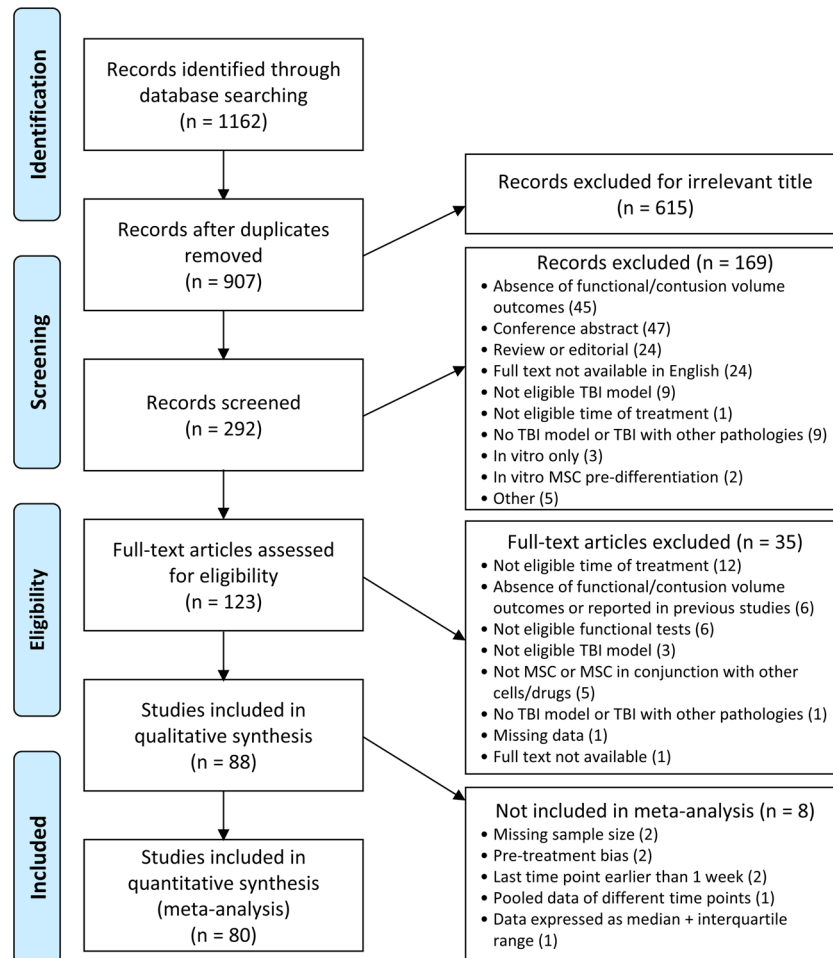 Identification
Records identified through
database searching
(n = 1162)
Records after duplicates
removed
(n = 907)
Records excluded for irrelevant title
(n = 615)
Screening
Records screened
(n = 292)
Records excluded (n = 169)
• Absence of functional/contusion volume
outcomes (45)
• Conference abstract (47)
• Review or editorial (24)
• Full text not available in English (24)
• Not eligible TBI model (9)
• Not eligible time of treatment (1)
• No TBI model or TBI with other pathologies (9)
• In vitro only (3)
• In vitro MSC pre-differentiation (2)
• Other (5)
Eligibility
Full-text articles assessed
for eligibility
(n = 123)
Full-text articles excluded (n = 35)
• Not eligible time of treatment (12)
• Absence of functional/contusion volume
outcomes or reported in previous studies (6)
• Not eligible functional tests (6)
• Not eligible TBI model (3)
• Not MSC or MSC in conjunction with other
cells/drugs (5)
• No TBI model or TBI with other pathologies (1)
• Missing data (1)
• Full text not available (1)
Studies included in
qualitative synthesis
(n = 88)
Included
Studies included in
quantitative synthesis
(meta-analysis)
(n = 80)
Not included in meta-analysis (n = 8)
• Missing sample size (2)
• Pre-treatment bias (2)
• Last time point earlier than 1 week (2)
• Pooled data of different time points (1)
• Data expressed as median + interquartile
range (1)